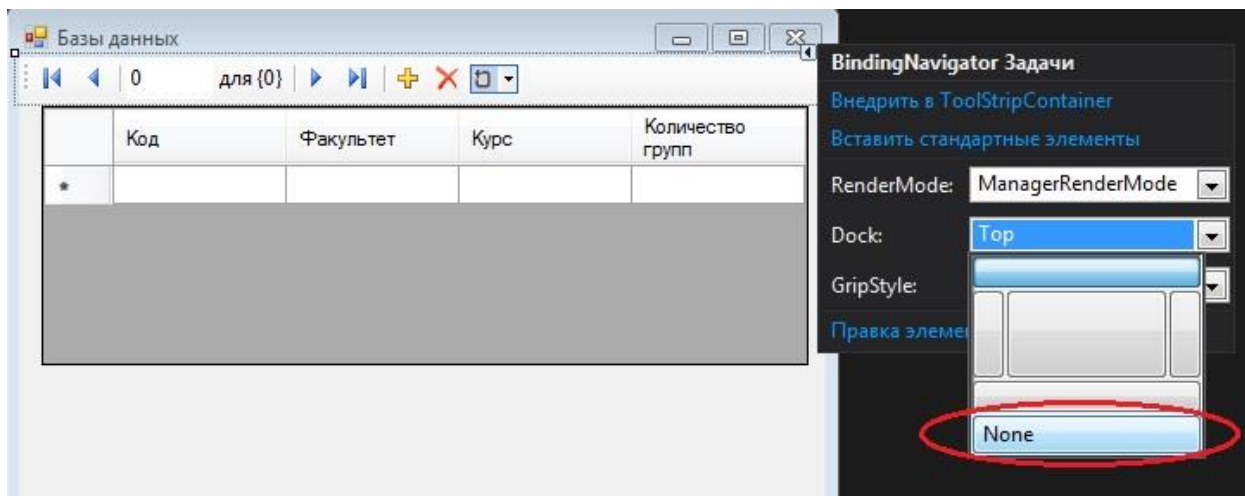 Базы данных
0 для {0}
Код Факультет Курс Количество групп
BindingNavigator Задачи
Внедрить в ToolStripContainer
Вставить стандартные элементы
RenderMode: ManagerRenderMode
Dock: Top
GripStyle:
Правка элемен
None